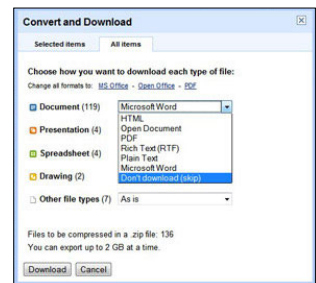 Convert and Download
Selected items All items
Choose how you want to download each type of file:
Change all formats to: MS Office - Open Office - PDF
Document (119) Microsoft Word
HTML
Open Document
PDF
Presentation (4)
Rich Text (RTF)
Plain Text
Spreadsheet (4)
Microsoft Word
Don't download (skip)
Drawing (2)
Other file types (7) As is
Files to be compressed in a .zip file: 136
You can export up to 2 GB at a time.
Download Cancel